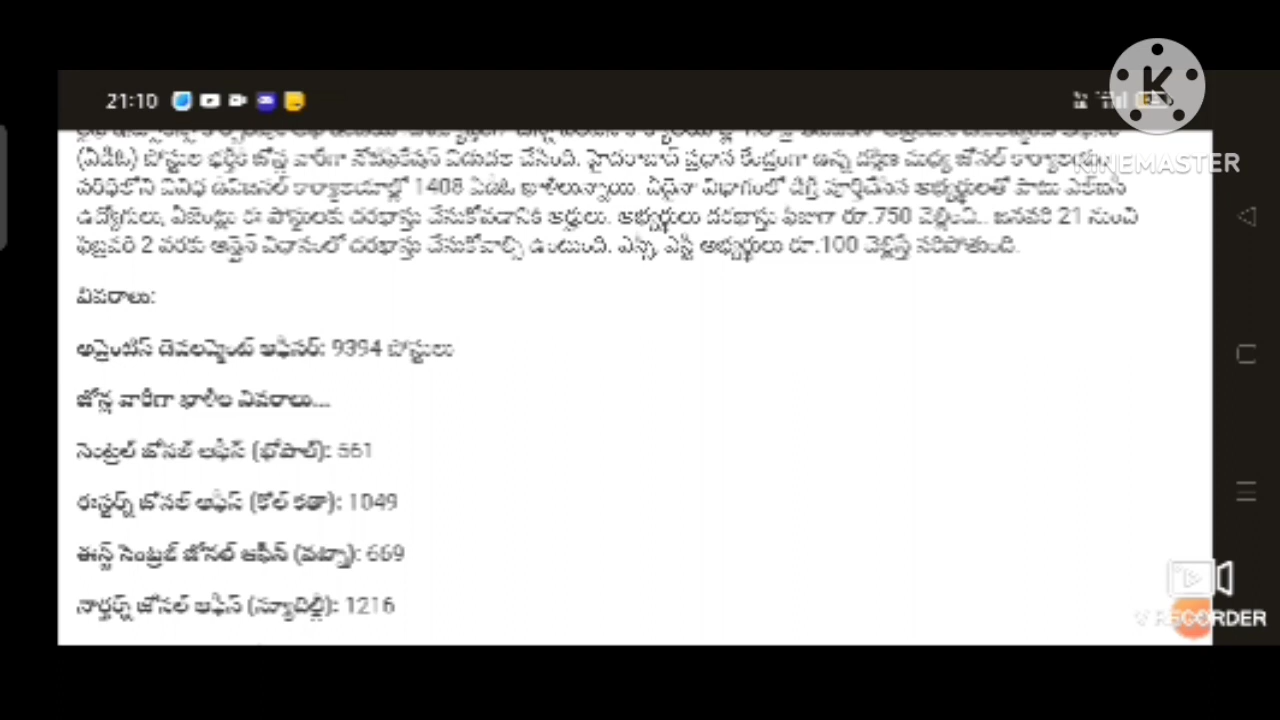 21:10
KINEMASTER
(ఏడీఓ) పోస్టుల భర్తీకి జోన్ల వారీగా నోటిఫికేషన్ విడుదల చేసింది. హైదరాబాద్ ప్రధాన కేంద్రంగా ఉన్న దక్షిణ మధ్య జోనల్ కార్యాలయం
పరిధిలోని వివిధ డివిజనల్ కార్యాలయాల్లో 1408 ఏడీఓ ఖాళీలున్నాయి. ఏదైనా విభాగంలో డిగ్రీ పూర్తిచేసిన అభ్యర్థులతో పాటు ఎల్ఐసీ
ఉద్యోగులు, ఏజెంట్లు ఈ పోస్టులకు దరఖాస్తు చేసుకోవడానికి అర్హులు. అభ్యర్థులు దరఖాస్తు ఫీజుగా రూ.750 చెల్లించి.. జనవరి 21 నుంచి
ఫిబ్రవరి 2 వరకు ఆన్లైన్ విధానంలో దరఖాస్తు చేసుకోవాల్సి ఉంటుంది. ఎస్సీ, ఎస్టీ అభ్యర్థులు రూ.100 చెల్లిస్తే సరిపోతుంది.
వివరాలు:
అప్రెంటిస్ డెవలప్మెంట్ ఆఫీసర్: 9394 పోస్టులు
జోన్ల వారీగా ఖాళీల వివరాలు...
సెంట్రల్ జోనల్ ఆఫీస్ (భోపాల్): 561
ఈస్టర్న్ జోనల్ ఆఫీస్ (కోల్ కతా): 1049
ఈస్ట్ సెంట్రల్ జోనల్ ఆఫీస్ (పట్నా): 669
నార్తర్న్ జోనల్ ఆఫీస్ (న్యూదిల్లీ): 1216
RECORDER